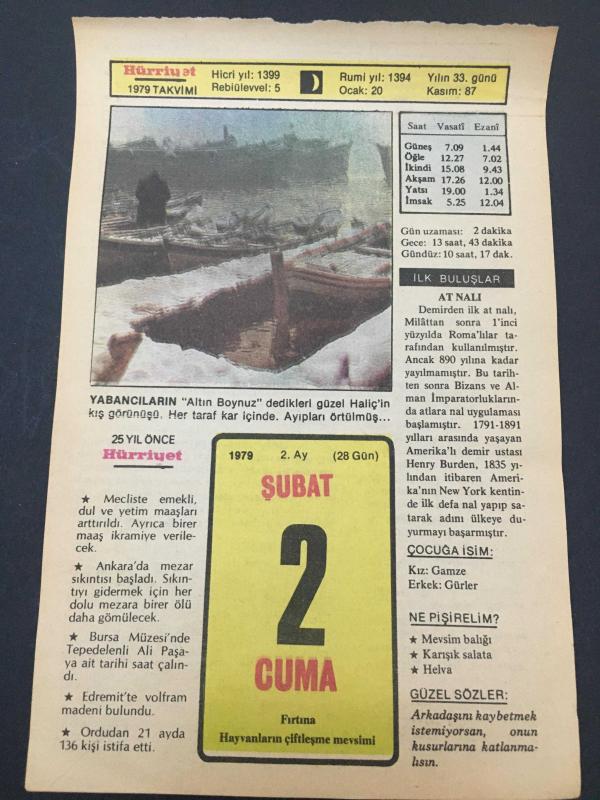 Hürriyet
1979 TAKVİMİ
Hicri yıl: 1399
Rebiülevvel: 5
Rumi yıl: 1394
Ocak: 20
Yılın 33. günü
Kasım: 87
Saat Vasatî Ezanî
Güneş 7.09 1.44
Öğle 12.27 7.02
İkindi 15.08 9.43
Akşam 17.26 12.00
Yatsı 19.00 1.34
İmsak 5.25 12.04
Gün uzaması: 2 dakika
Gece: 13 saat, 43 dakika
Gündüz: 10 saat, 17 dak.
İLK BULUŞLAR
AT NALI
Demirden ilk at nalı,
Milâttan sonra 1'inci
yüzyılda Roma'lılar ta-
rafından kullanılmıştır.
Ancak 890 yılına kadar
yayılmamıştır. Bu tarih-
ten sonra Bizans ve Al-
man İmparatorlukların-
da atlara nal uygulaması
başlamıştır. 1791-1891
yılları arasında yaşayan
Amerika'lı demir ustası
Henry Burden, 1835 yı-
lından itibaren Ameri-
ka'nın New York kentin-
de ilk defa nal yapıp sa-
tarak adını ülkeye du-
yurmayı başarmıştır.
ÇOCUĞA İSİM:
Kız: Gamze
Erkek: Gürler
NE PİŞİRELİM?
★ Mevsim balığı
★ Karışık salata
★ Helva
GÜZEL SÖZLER:
Arkadaşını kaybetmek
istemiyorsan, onun
kusurlarına katlanma-
lısın.
YABANCILARIN "Altın Boynuz" dedikleri güzel Haliç'in
kış görünüşü. Her taraf kar içinde. Ayıpları örtülmüş...
25 YIL ÖNCE
Hürriyet
★ Mecliste emekli,
dul ve yetim maaşları
arttırıldı. Ayrıca birer
maaş ikramiye verile-
cek.
★ Ankara'da mezar
sıkıntısı başladı. Sıkın-
tıyı gidermek için her
dolu mezara birer ölü
daha gömülecek.
★ Bursa Müzesi'nde
Tepedelenli Ali Paşa-
ya ait tarihi saat çalın-
dı.
★ Edremit'te volfram
madeni bulundu.
★ Ordudan 21 ayda
136 kişi istifa etti.
1979 2. Ay (28 Gün)
ŞUBAT
2
CUMA
Fırtına
Hayvanların çiftleşme mevsimi